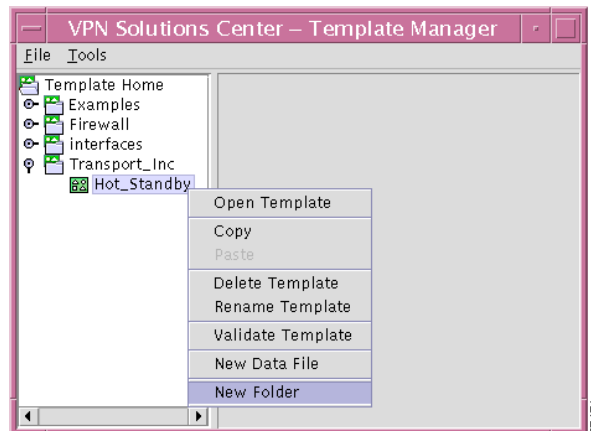 VPN Solutions Center – Template Manager
File Tools
Template Home
Examples
Firewall
interfaces
Transport_Inc
Hot_Standby
Open Template
Copy
Paste
Delete Template
Rename Template
Validate Template
New Data File
New Folder